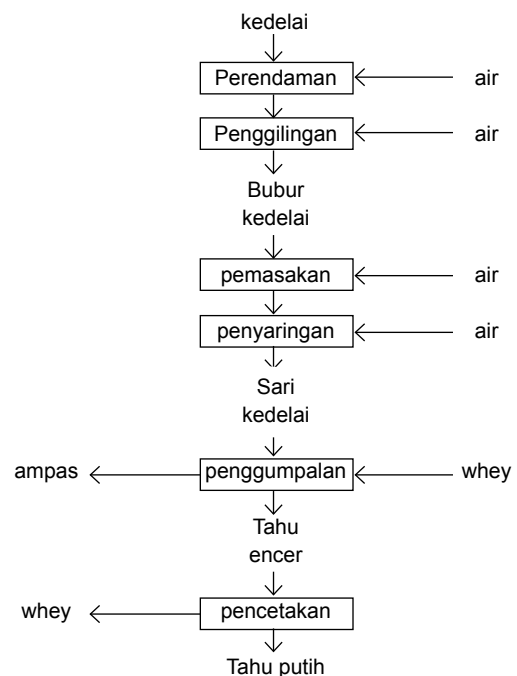 kedelai
Perendaman
air
Penggilingan
air
Bubur
kedelai
pemasakan
air
penyaringan
air
Sari
kedelai
ampas
penggumpalan
whey
Tahu
encer
whey
pencetakan
Tahu putih